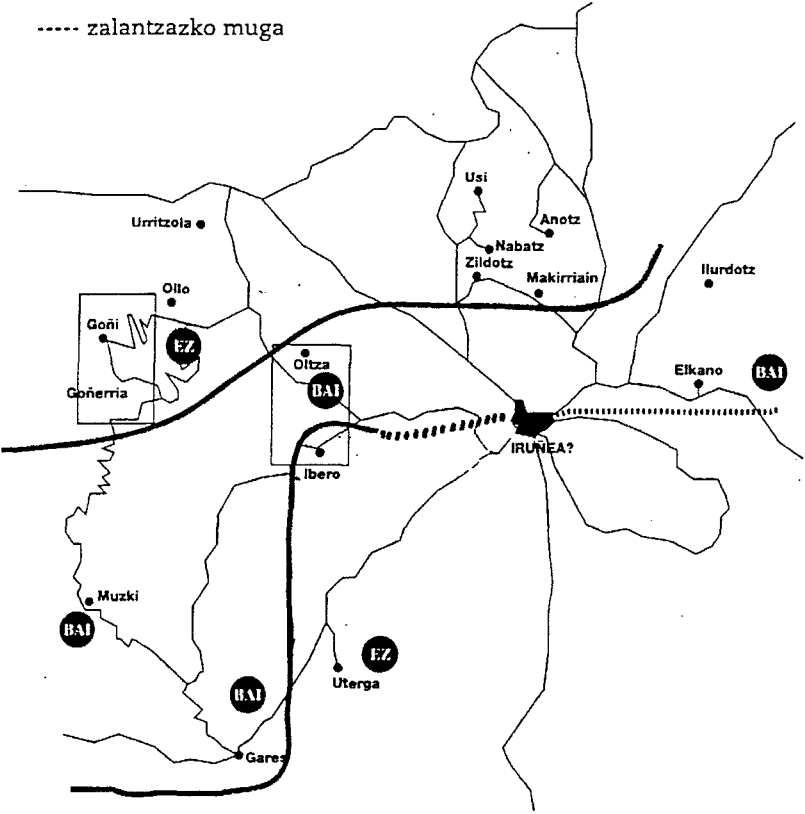 zalantzazko muga
Usi
Urritzola
Anotz
Nabatz
Zildotz
Makirriain
Ilurdotz
Ollo
Goñi
EZ
Oltza
Elkano
BAI
BAI
Goñerria
IRUÑEA?
Ibero
Muzki
BAI
EZ
Uterga
BAI
Gares